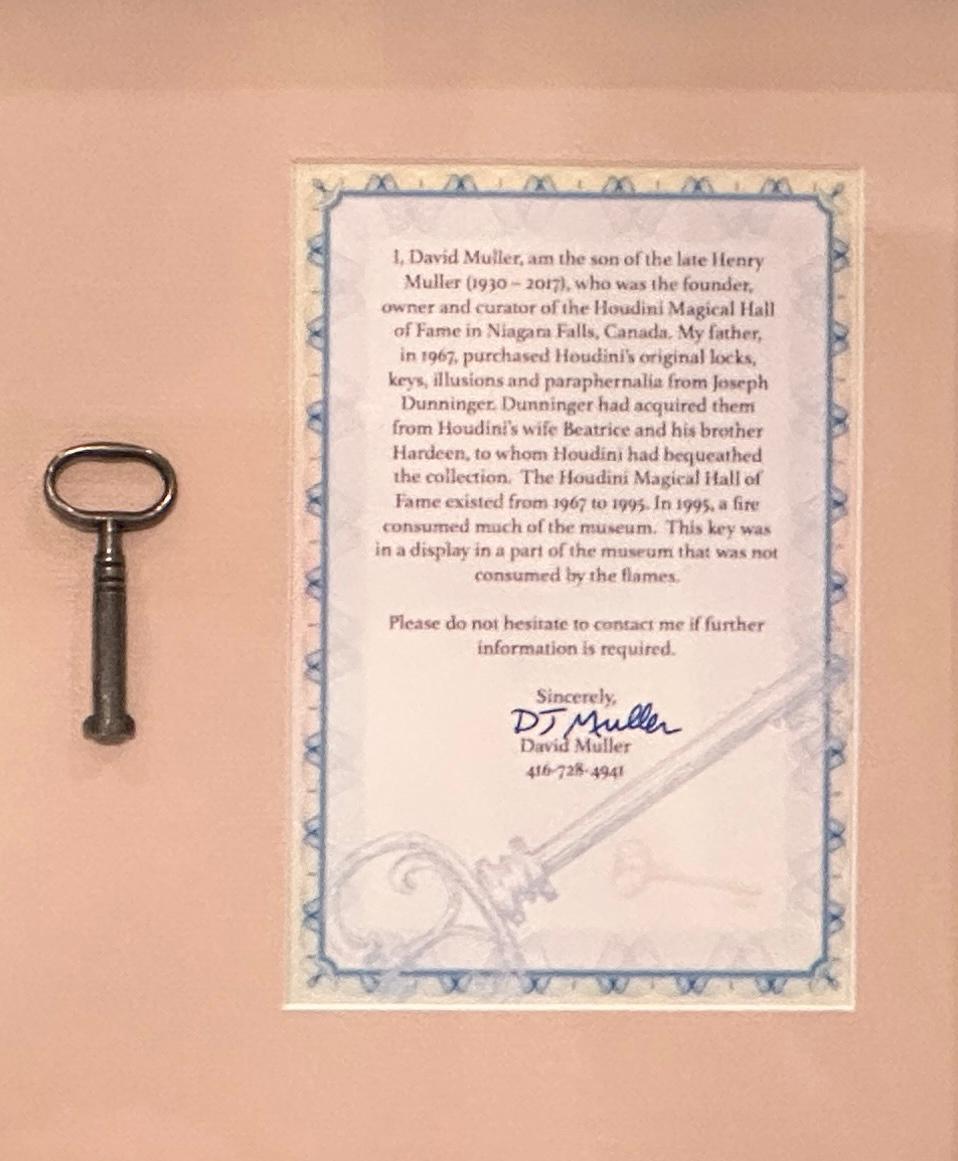 I, David Muller, am the son of the late Henry
Muller (1930 – 2017), who was the founder,
owner and curator of the Houdini Magical Hall
of Fame in Niagara Falls, Canada. My father,
in 1967, purchased Houdini's original locks,
keys, illusions and paraphernalia from Joseph
Dunninger. Dunninger had acquired them
from Houdini's wife Beatrice and his brother
Hardeen, to whom Houdini had bequeathed
the collection. The Houdini Magical Hall of
Fame existed from 1967 to 1995. In 1995, a fire
consumed much of the museum. This key was
in a display in a part of the museum that was not
consumed by the flames.
Please do not hesitate to contact me if further
information is required.
Sincerely,
DJ Muller
David Muller
416-728-4941